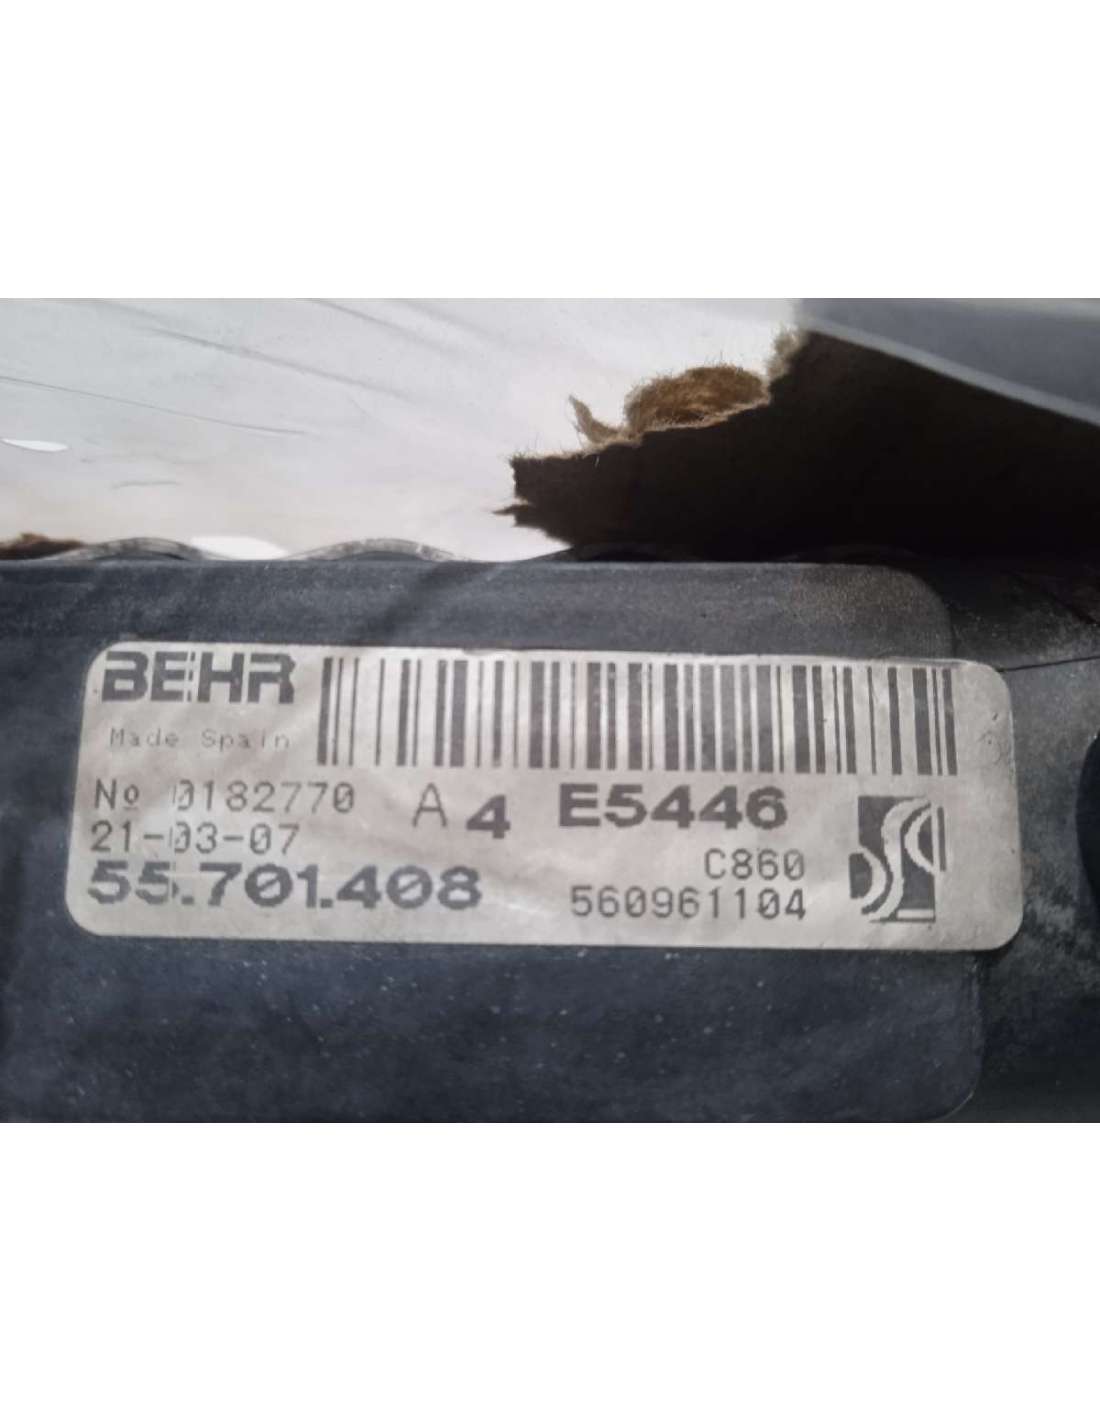 BEHR
Made Spain
Nº 0182770 A 4 E5446
21-03-07 C860
55.701.408 560961104